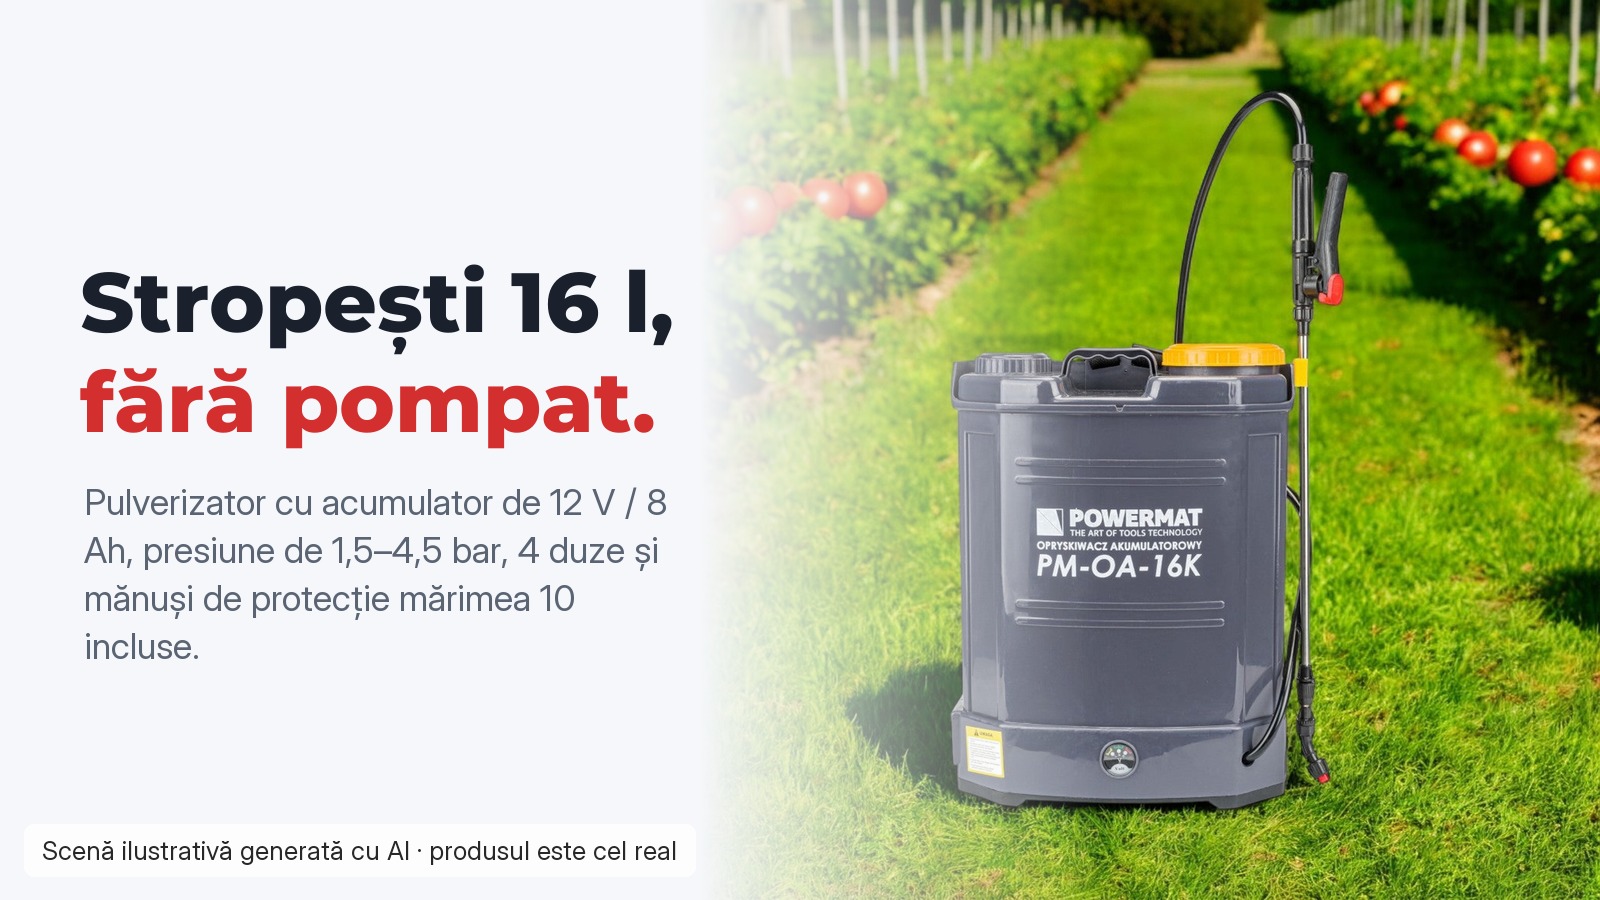 Stropești 16 l,
fără pompat.
Pulverizator cu acumulator de 12 V / 8
Ah, presiune de 1,5–4,5 bar, 4 duze și
mănuși de protecție mărimea 10
incluse.
Scenă ilustrativă generată cu AI · produsul este cel real
POWERMAT
THE ART OF TOOLS TECHNOLOGY
OPRYSKIWACZ AKUMULATOROWY
PM-OA-16K